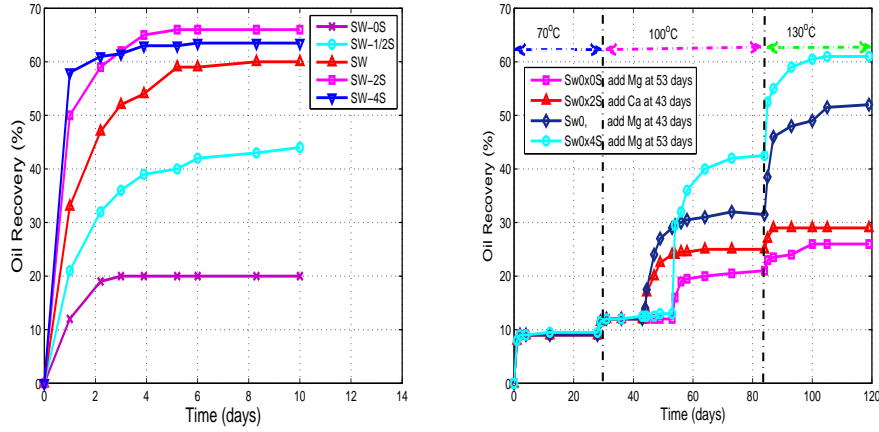 70
60
50
40
30
20
10
0
Oil Recovery (%)
0 2 4 6 8 10 12 14
Time (days)
SW-0S
SW-1/2S
SW
SW-2S
SW-4S
70
60
50
40
30
20
10
0
Oil Recovery (%)
70°C 100°C 130°C
Sw0x0S, add Mg at 53 days
Sw0x2S add Ca at 43 days
Sw0, add Mg at 43 days
Sw0x4S, add Mg at 53 days
0 20 40 60 80 100 120
Time (days)